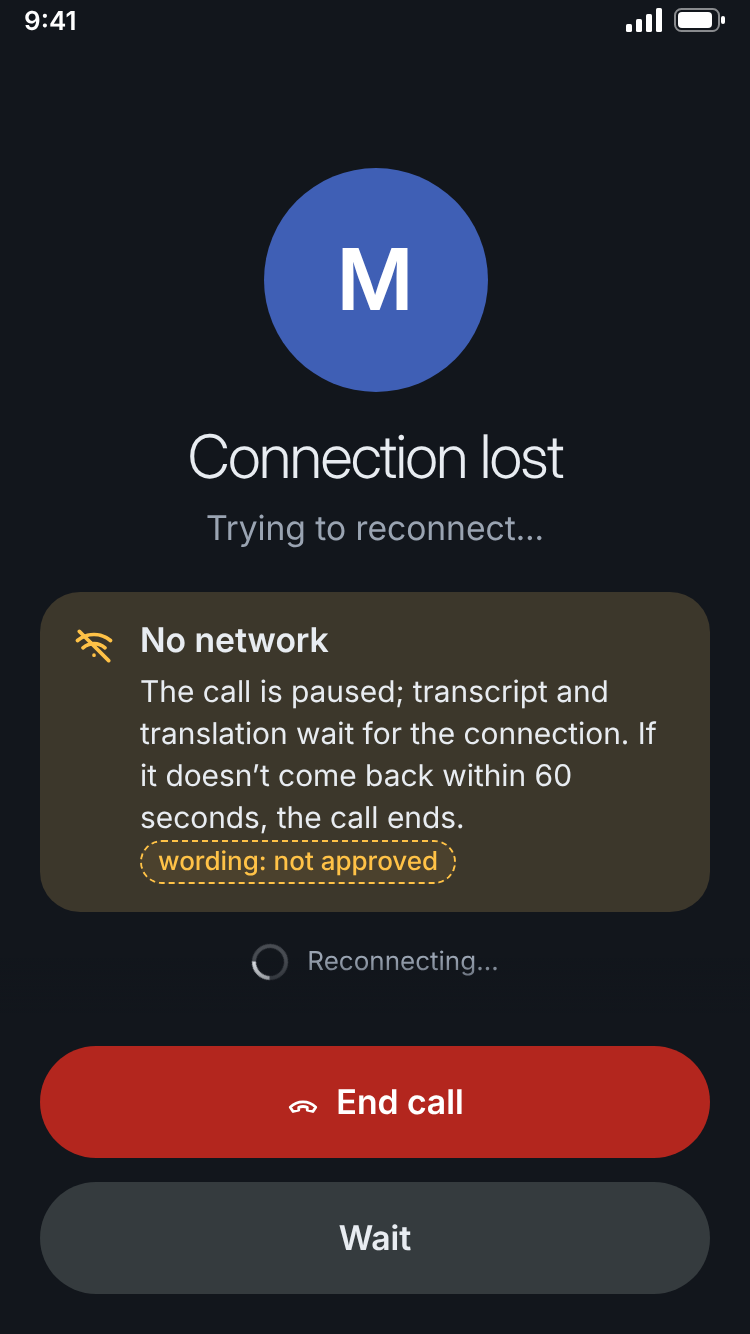 9:41
M
Connection lost
Trying to reconnect...
No network
The call is paused; transcript and
translation wait for the connection. If
it doesn’t come back within 60
seconds, the call ends.
wording: not approved
Reconnecting...
End call
Wait